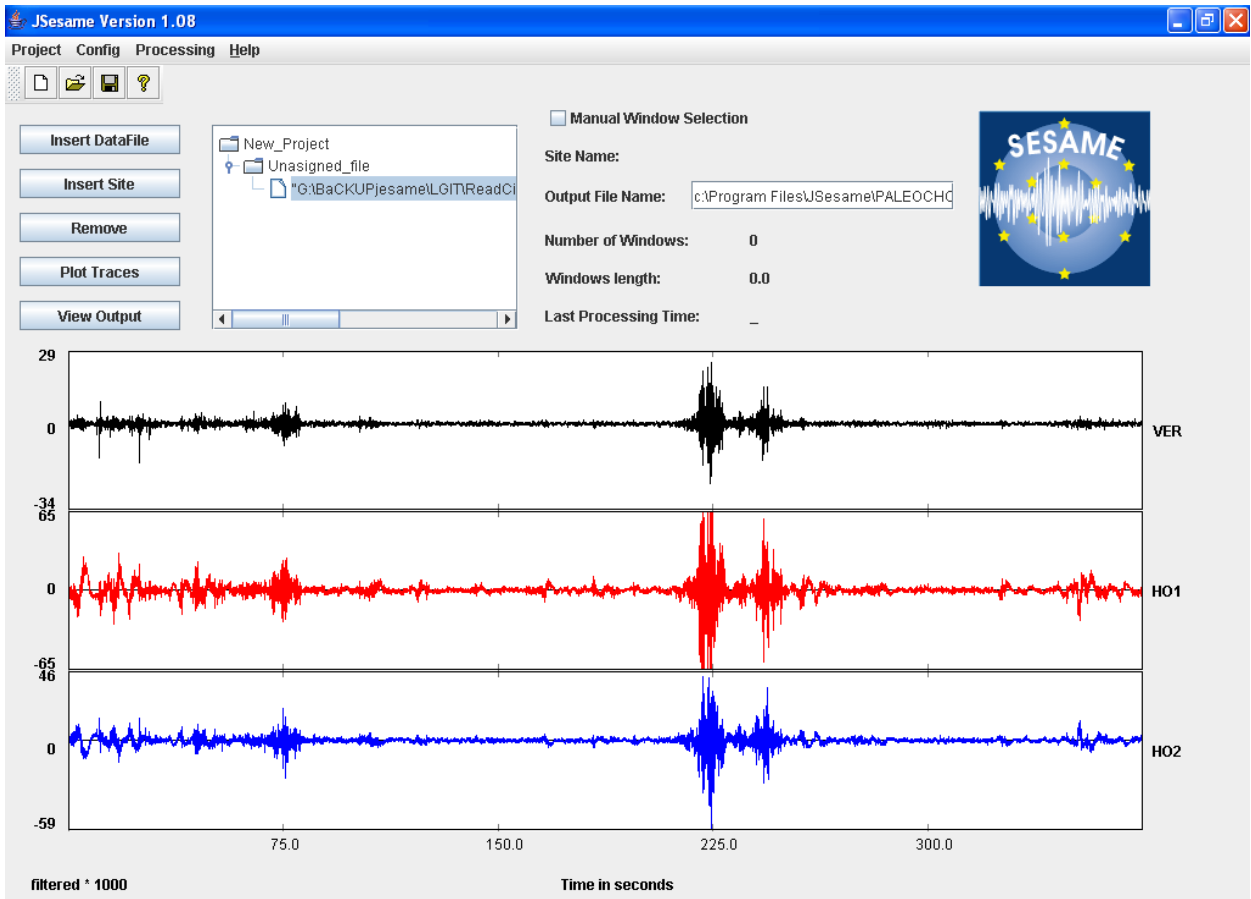 JSesame Version 1.08
Project Config Processing Help
Insert DataFile
Insert Site
Remove
Plot Traces
View Output
New_Project
Unasigned_file
"G:\BaCKUPjesame\LGIT\ReadCi
Manual Window Selection
Site Name:
Output File Name: c:\Program Files\JSesame\PALEOCHO
Number of Windows: 0
Windows length: 0.0
Last Processing Time: _
SESAME
29
0
-34
VER
65
0
-65
HO1
46
0
-59
HO2
75.0 150.0 225.0 300.0
filtered * 1000 Time in seconds